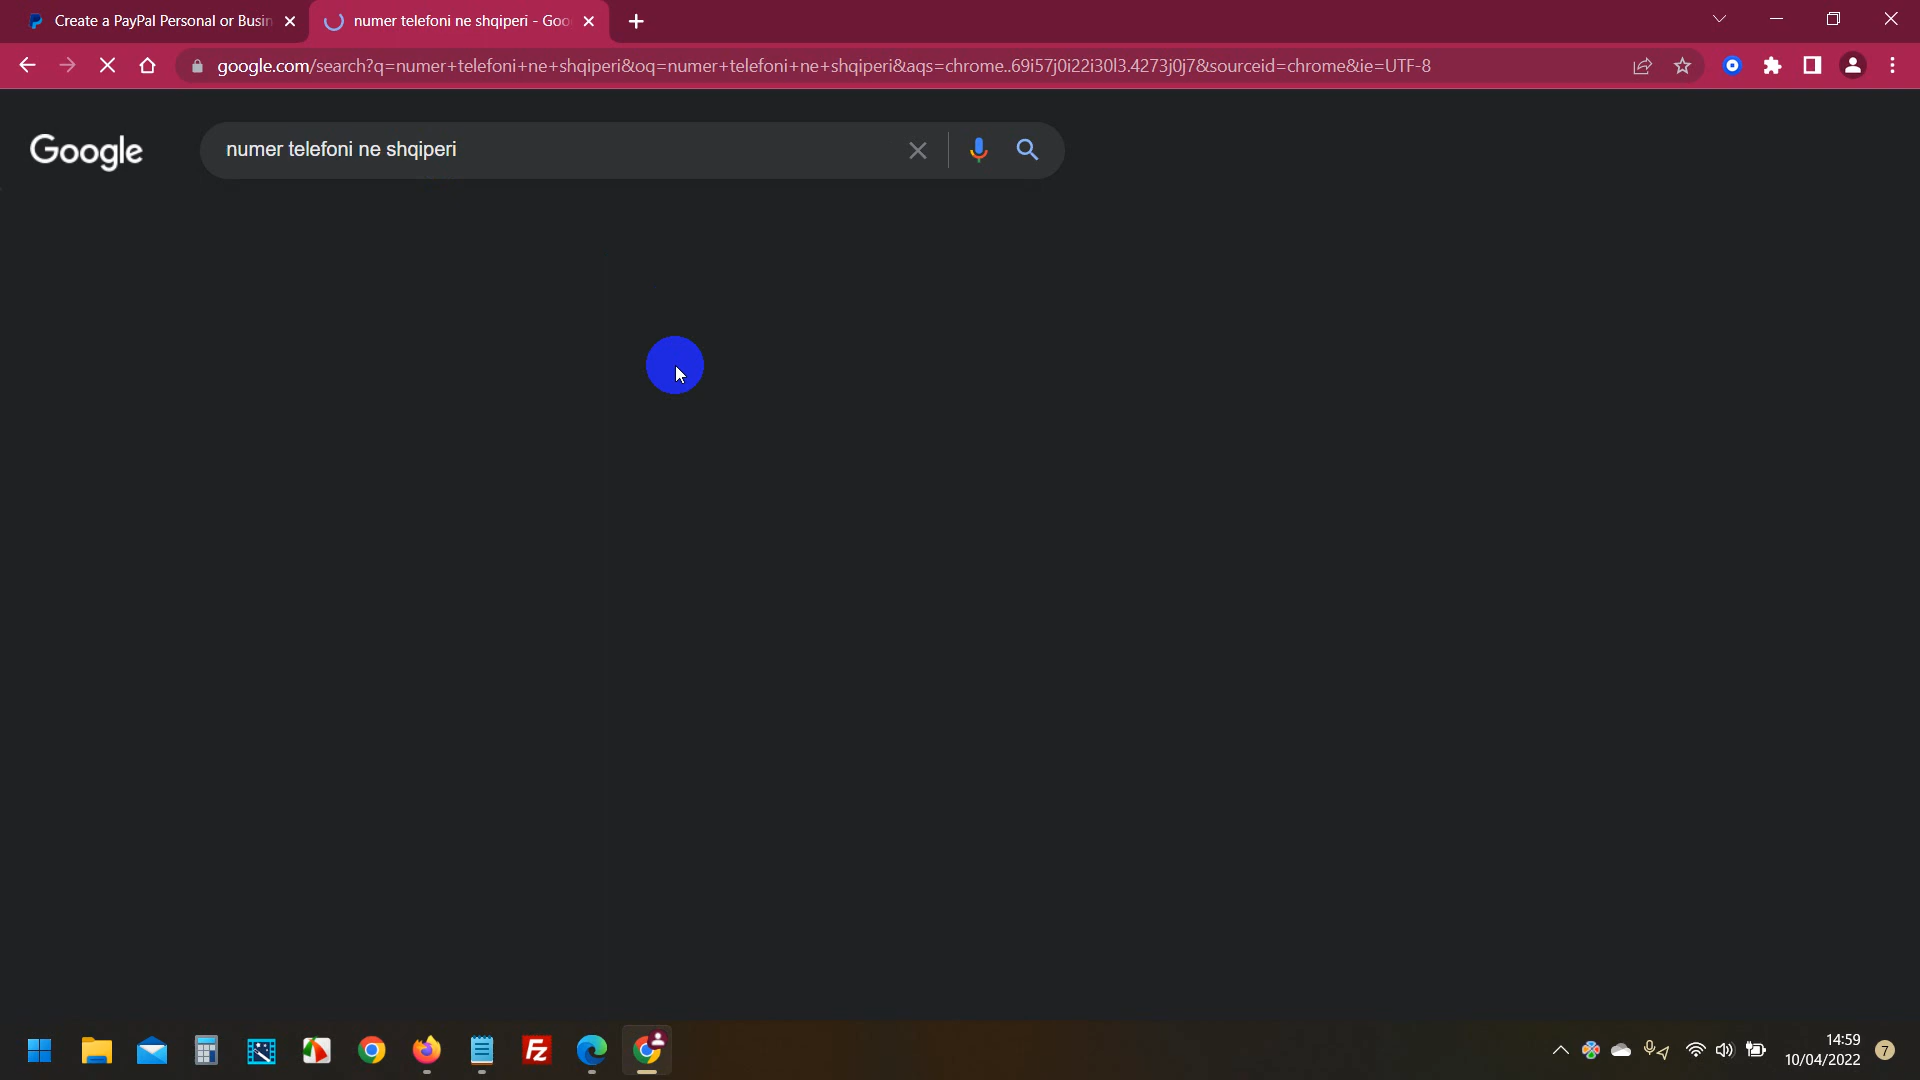 Create a PayPal Personal or Busin
numer telefoni ne shqiperi - Goo
google.com/search?q=numer+telefoni+ne+shqiperi&oq=numer+telefoni+ne+shqiperi&aqs=chrome..69i57j0i22i30l3.4273j0j7&sourceid=chrome&ie=UTF-8
Google
numer telefoni ne shqiperi
Fz
14:59
10/04/2022
7